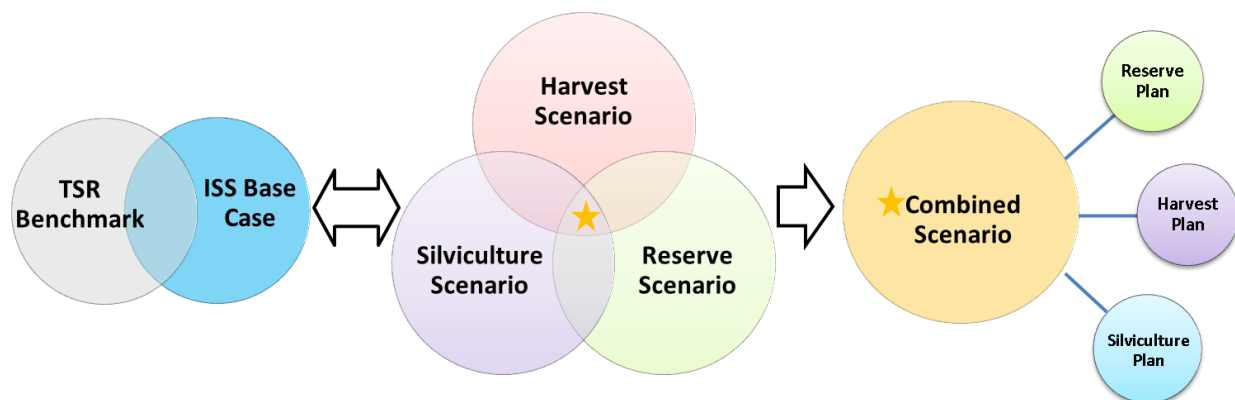 TSR
Benchmark
ISS Base
Case
Harvest
Scenario
Silviculture
Scenario
Reserve
Scenario
Combined
Scenario
Reserve
Plan
Harvest
Plan
Silviculture
Plan